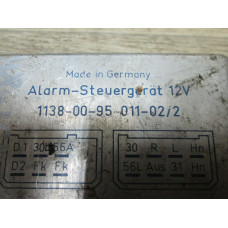 Made in Germany
Alarm-Steuergerät 12V
1138-00-95-011-02/2
D1 30L 56A
D2 Fk Fk
30 R L Hn
56L Aus 31 Hn